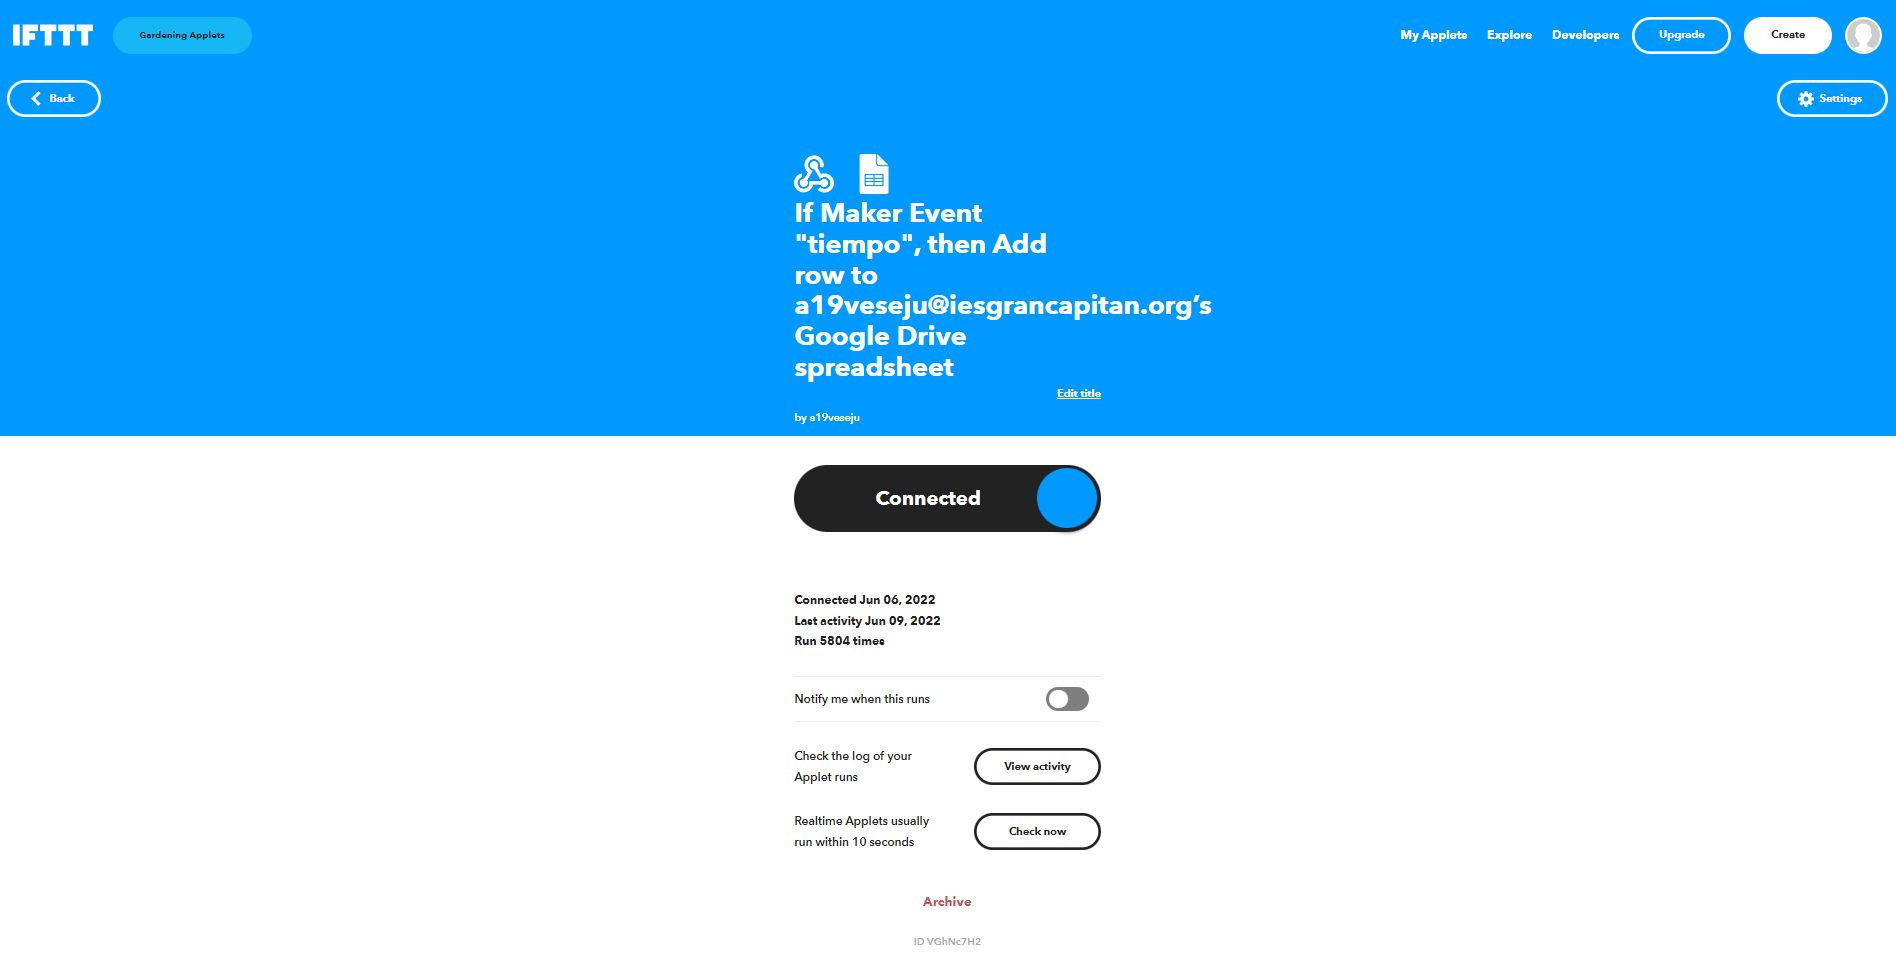 IFTTT
Gardening Applets
My Applets
Explore
Developers
Upgrade
Create
Back
Settings
If Maker Event
"tiempo", then Add
row to
a19veseju@iesgrancapitan.org’s
Google Drive
spreadsheet
Edit title
by a19veseju
Connected
Connected Jun 06, 2022
Last activity Jun 09, 2022
Run 5804 times
Notify me when this runs
Check the log of your
Applet runs
View activity
Realtime Applets usually
run within 10 seconds
Check now
Archive
ID VGhNc7H2